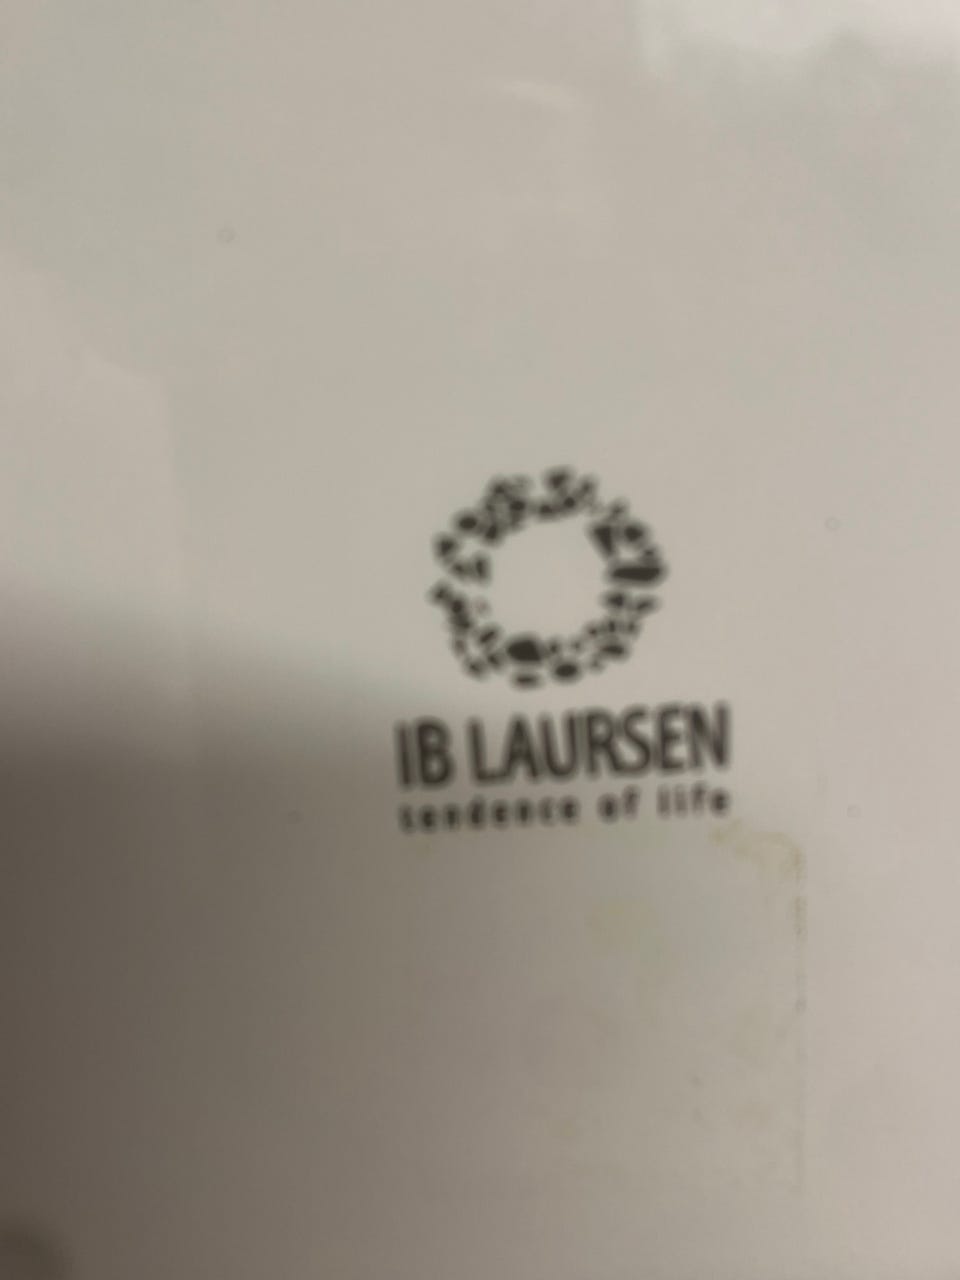 IB LAURSEN
tendence of life